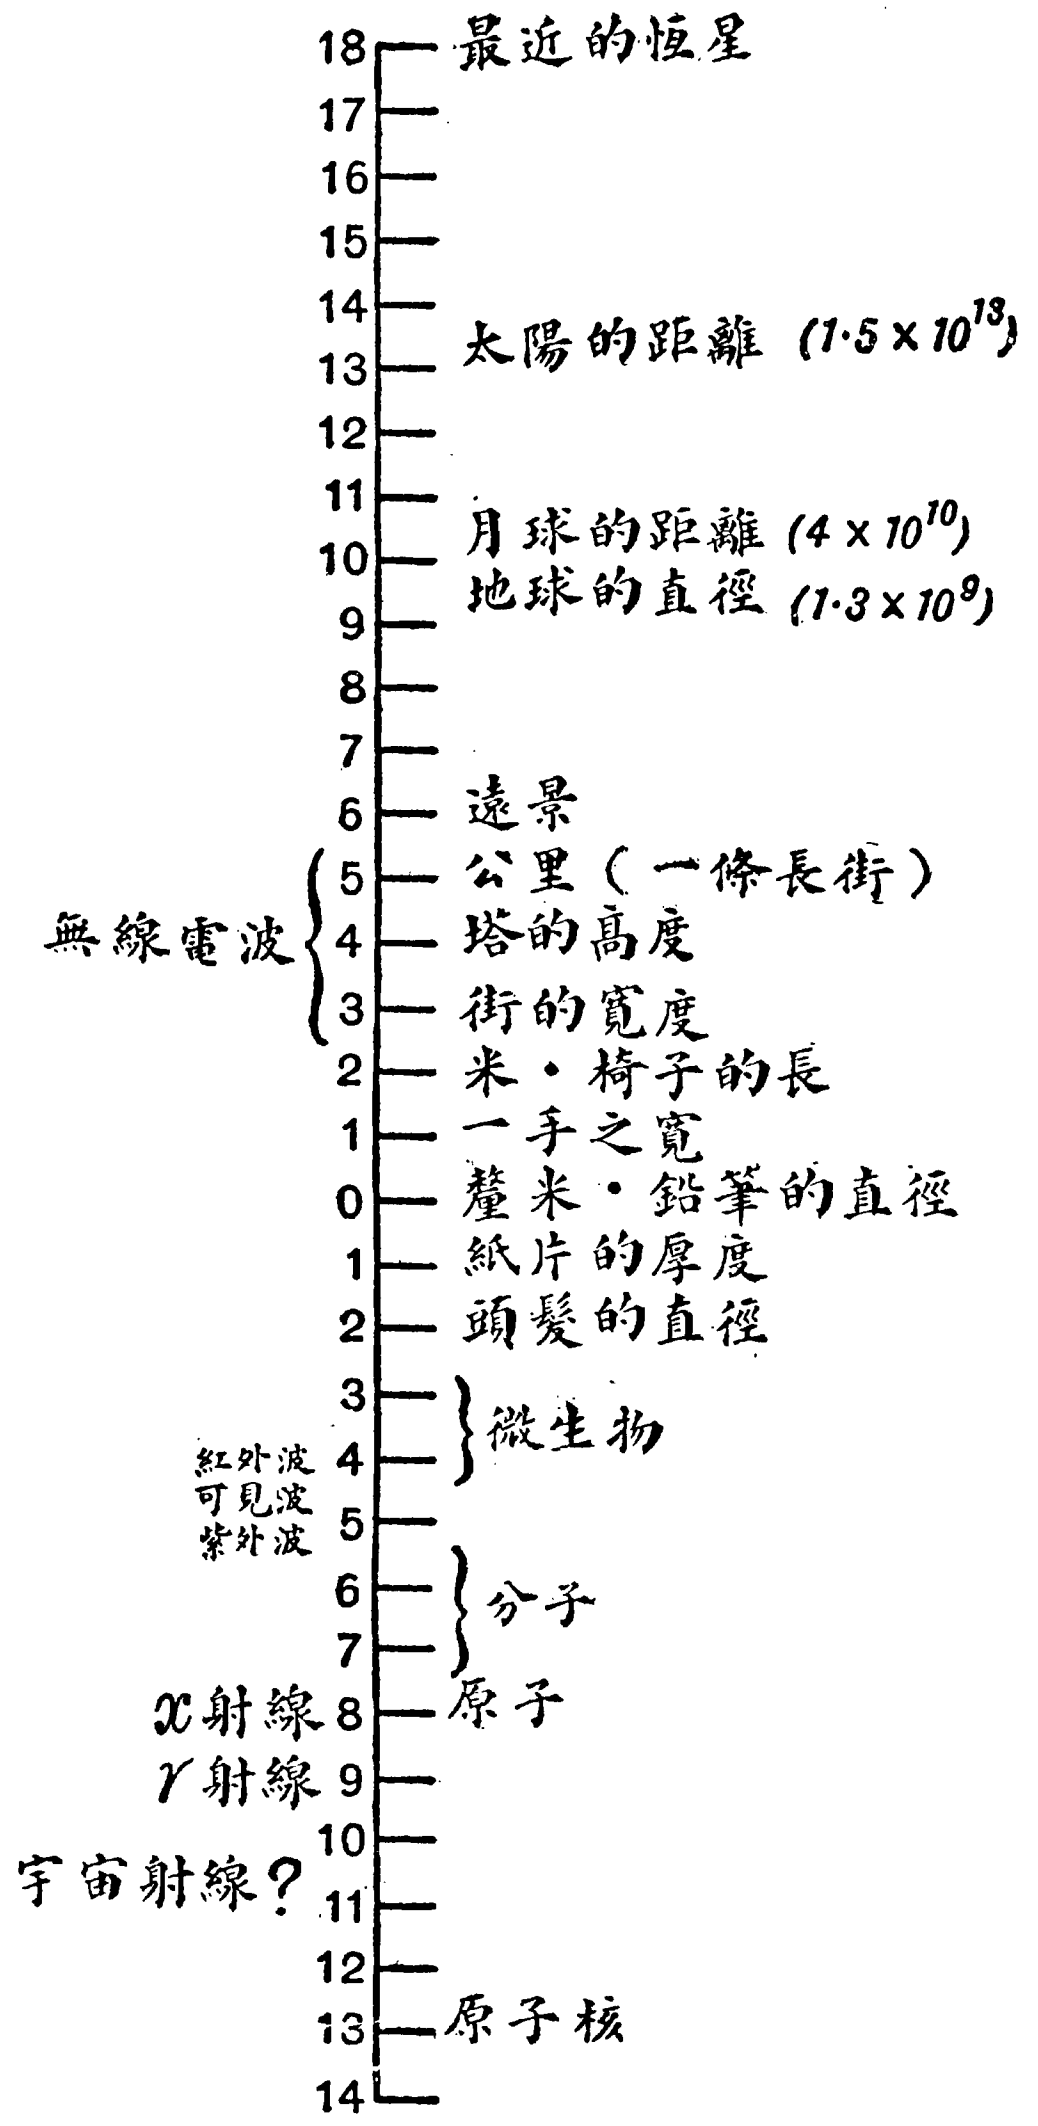 18 最近的恆星
17
16
15
14
太陽的距離 (1·5 × 10¹³)
13
12
11
月球的距離 (4 × 10¹⁰)
10
地球的直徑 (1·3 × 10⁹)
9
8
7
6 遠景
5 公里(一條長街)
無線電波 4 塔的高度
3 街的寬度
2 米·椅子的長
1 一手之寬
0 釐米·鉛筆的直徑
1 紙片的厚度
2 頭髮的直徑
3
微生物
紅外波 4
可見波
5
紫外波
6
分子
7
x射線 8 原子
γ射線 9
10
宇宙射線?
11
12
13 原子核
14